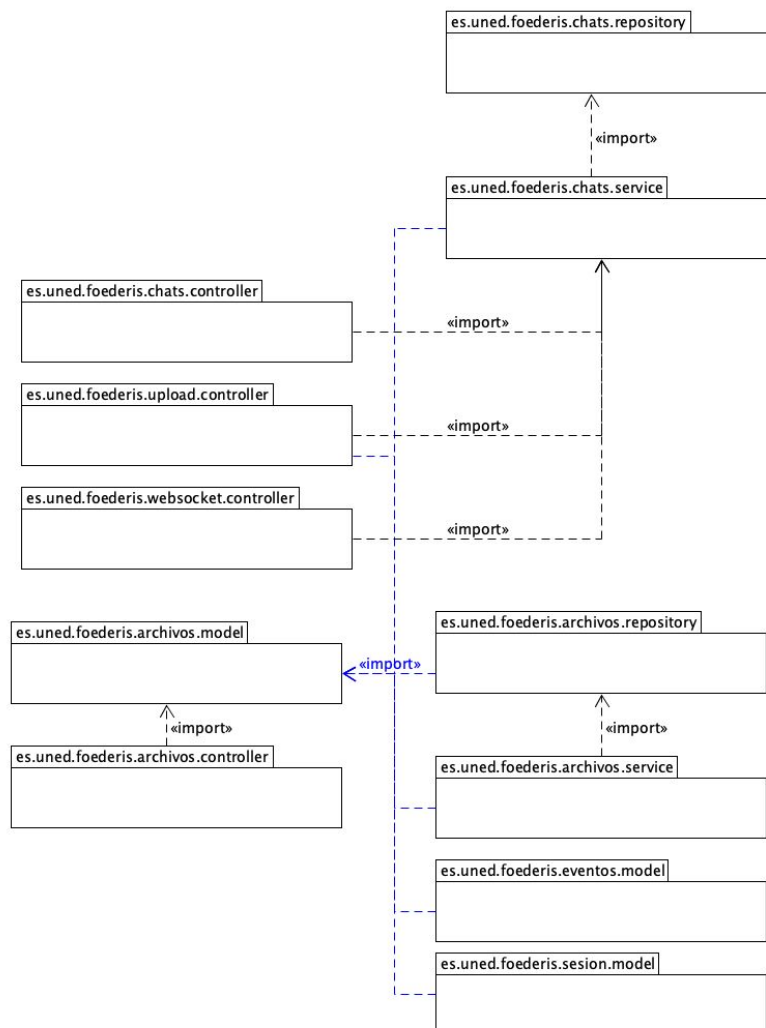 es.uned.foederis.chats.repository
«import»
es.uned.foederis.chats.service
es.uned.foederis.chats.controller
«import»
es.uned.foederis.upload.controller
«import»
es.uned.foederis.websocket.controller
«import»
es.uned.foederis.archivos.model
es.uned.foederis.archivos.repository
«import»
«import»
«import»
es.uned.foederis.archivos.controller
es.uned.foederis.archivos.service
es.uned.foederis.eventos.model
es.uned.foederis.sesion.model